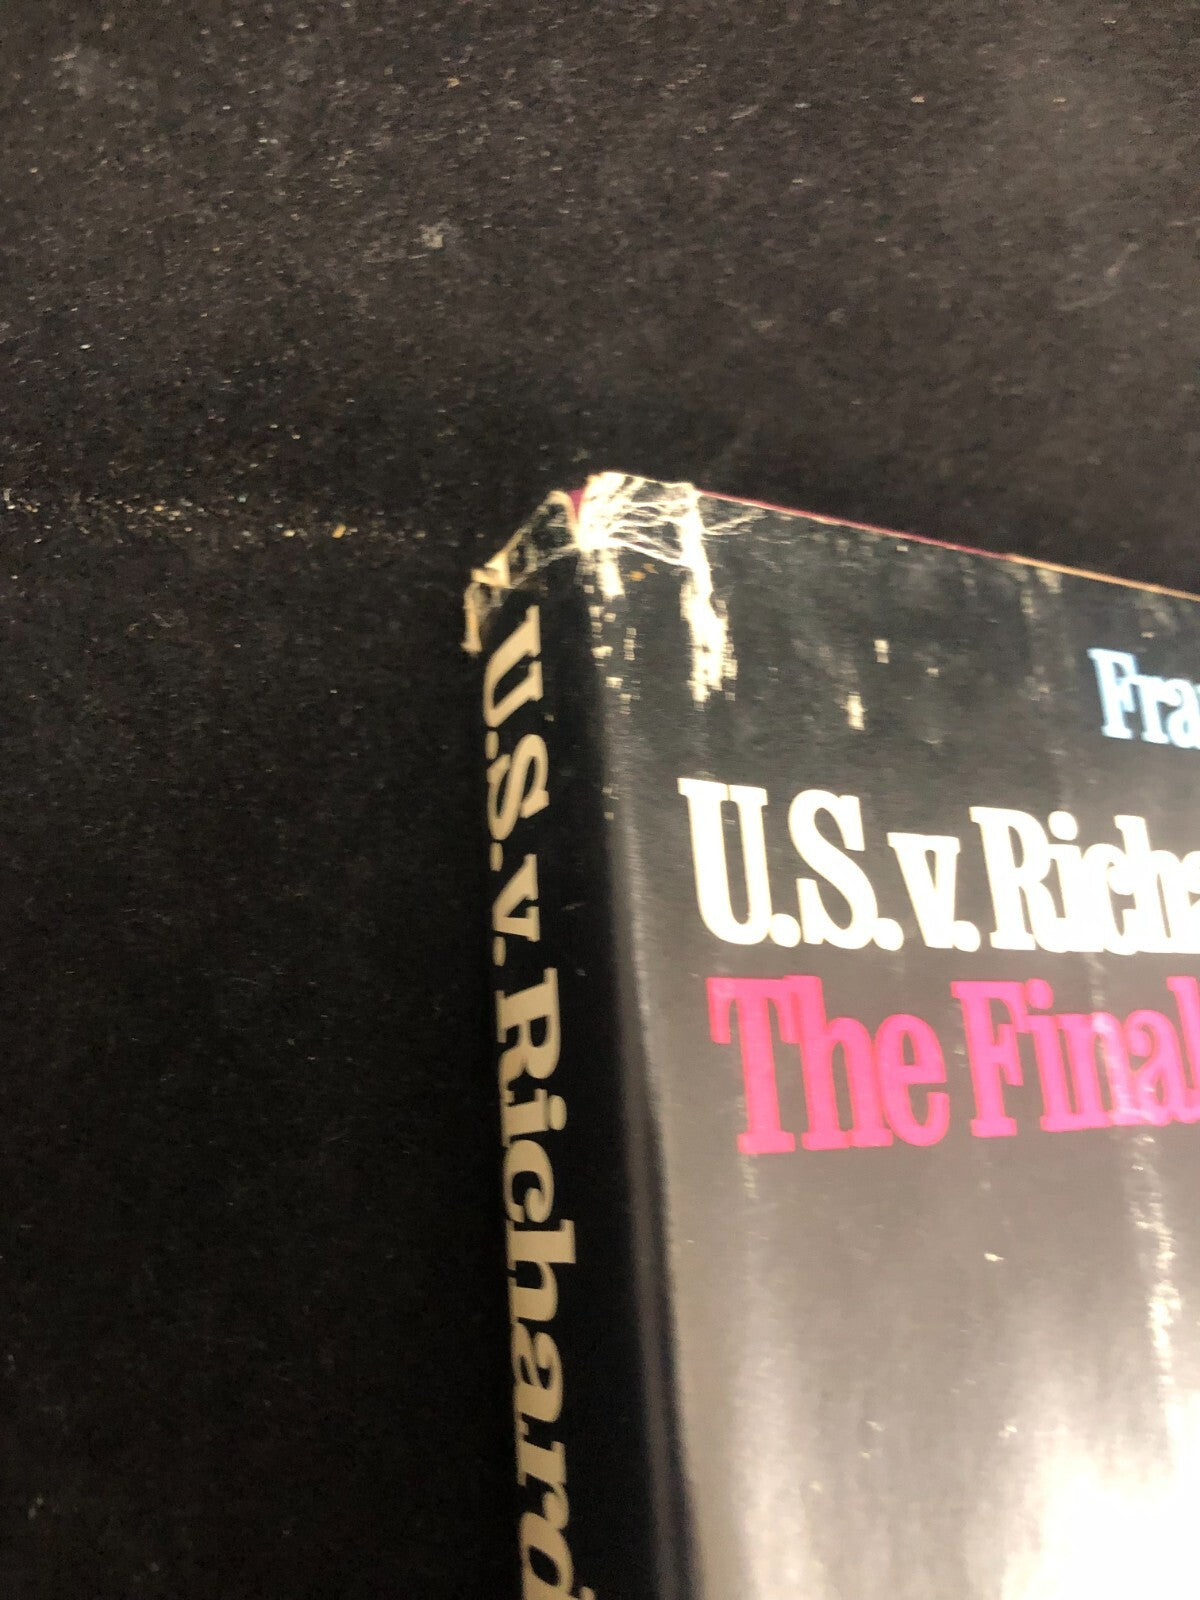 Fra
U.S. v. Richa
The Final
U.S. v. Richard